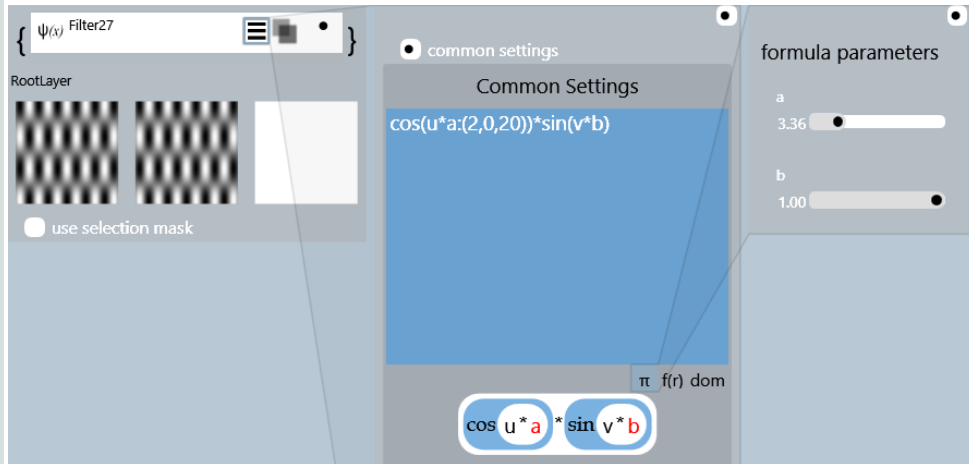 { ψ(x) Filter27 }
RootLayer
use selection mask
common settings
Common Settings
cos(u*a:(2,0,20))*sin(v*b)
π f(r) dom
cos u*a * sin v*b
formula parameters
a
3.36
b
1.00